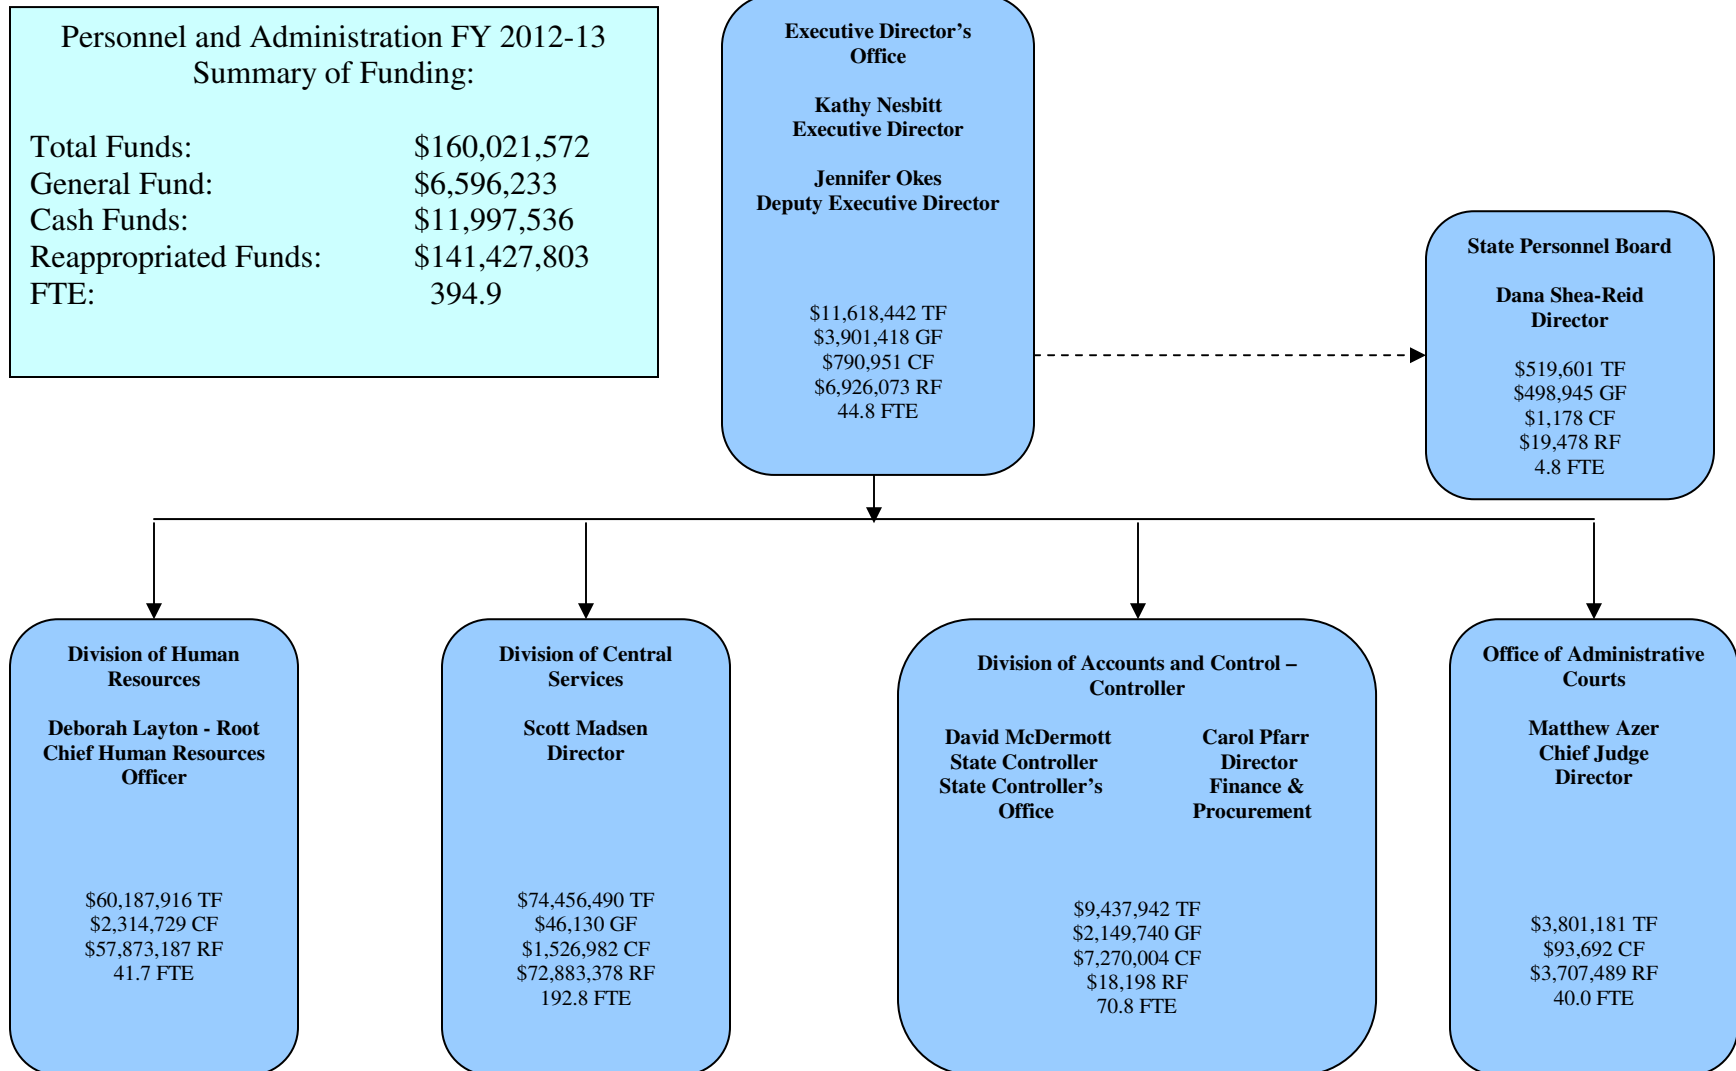 Personnel and Administration FY 2012-13
Summary of Funding:
Total Funds: $160,021,572
General Fund: $6,596,233
Cash Funds: $11,997,536
Reappropriated Funds: $141,427,803
FTE: 394.9
Executive Director’s
Office
Kathy Nesbitt
Executive Director
Jennifer Okes
Deputy Executive Director
$11,618,442 TF
$3,901,418 GF
$790,951 CF
$6,926,073 RF
44.8 FTE
State Personnel Board
Dana Shea-Reid
Director
$519,601 TF
$498,945 GF
$1,178 CF
$19,478 RF
4.8 FTE
Division of Human
Resources
Deborah Layton - Root
Chief Human Resources
Officer
$60,187,916 TF
$2,314,729 CF
$57,873,187 RF
41.7 FTE
Division of Central
Services
Scott Madsen
Director
$74,456,490 TF
$46,130 GF
$1,526,982 CF
$72,883,378 RF
192.8 FTE
Division of Accounts and Control –
Controller
David McDermott
State Controller
State Controller’s
Office
Carol Pfarr
Director
Finance &
Procurement
$9,437,942 TF
$2,149,740 GF
$7,270,004 CF
$18,198 RF
70.8 FTE
Office of Administrative
Courts
Matthew Azer
Chief Judge
Director
$3,801,181 TF
$93,692 CF
$3,707,489 RF
40.0 FTE